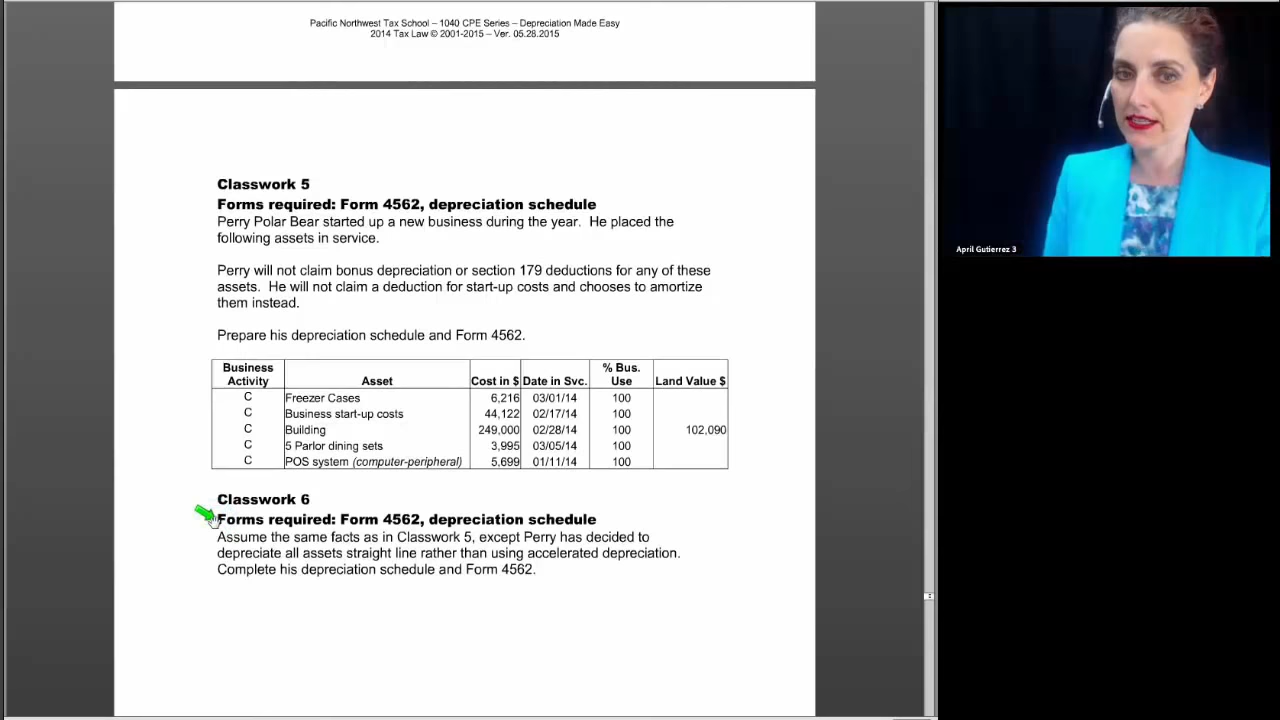 Pacific Northwest Tax School – 1040 CPE Series – Depreciation Made Easy
2014 Tax Law © 2001-2015 – Ver. 05.28.2015
Classwork 5
Forms required: Form 4562, depreciation schedule
Perry Polar Bear started up a new business during the year. He placed the
following assets in service.
Perry will not claim bonus depreciation or section 179 deductions for any of these
assets. He will not claim a deduction for start-up costs and chooses to amortize
them instead.
Prepare his depreciation schedule and Form 4562.
Business Activity | Asset | Cost in $ | Date in Svc. | % Bus. Use | Land Value $
C | Freezer Cases | 6,216 | 03/01/14 | 100
C | Business start-up costs | 44,122 | 02/17/14 | 100
C | Building | 249,000 | 02/28/14 | 100 | 102,090
C | 5 Parlor dining sets | 3,995 | 03/05/14 | 100
C | POS system (computer-peripheral) | 5,699 | 01/11/14 | 100
Classwork 6
Forms required: Form 4562, depreciation schedule
Assume the same facts as in Classwork 5, except Perry has decided to
depreciate all assets straight line rather than using accelerated depreciation.
Complete his depreciation schedule and Form 4562.
April Gutierrez 3